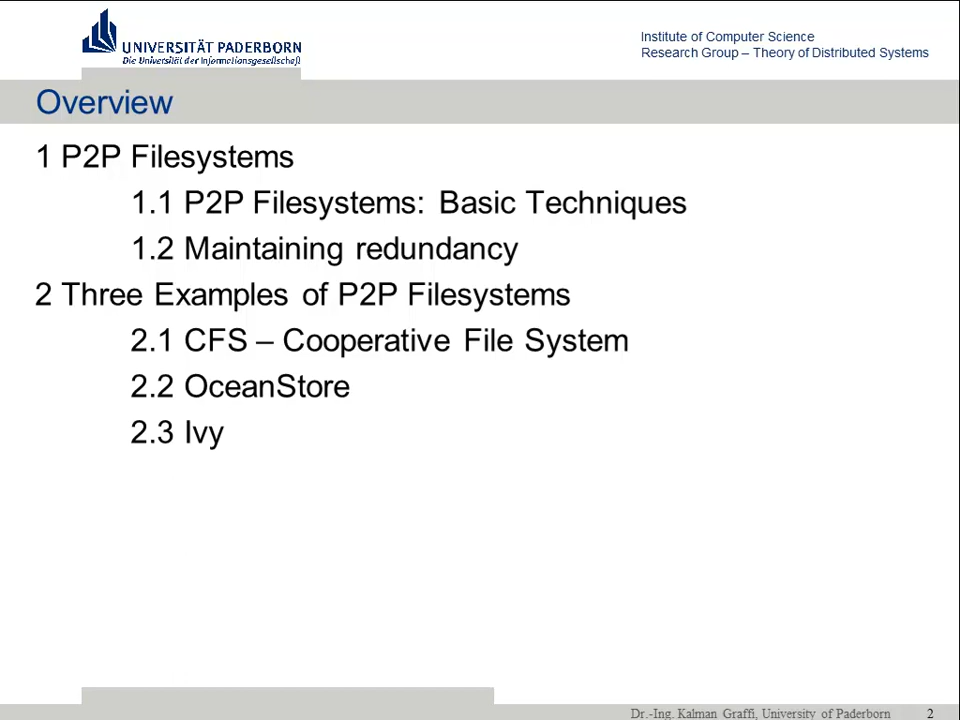 UNIVERSITÄT PADERBORN
Die Universität der Informationsgesellschaft
Institute of Computer Science
Research Group – Theory of Distributed Systems
Overview
1 P2P Filesystems
1.1 P2P Filesystems: Basic Techniques
1.2 Maintaining redundancy
2 Three Examples of P2P Filesystems
2.1 CFS – Cooperative File System
2.2 OceanStore
2.3 Ivy
Dr.-Ing. Kalman Graffi, University of Paderborn 2